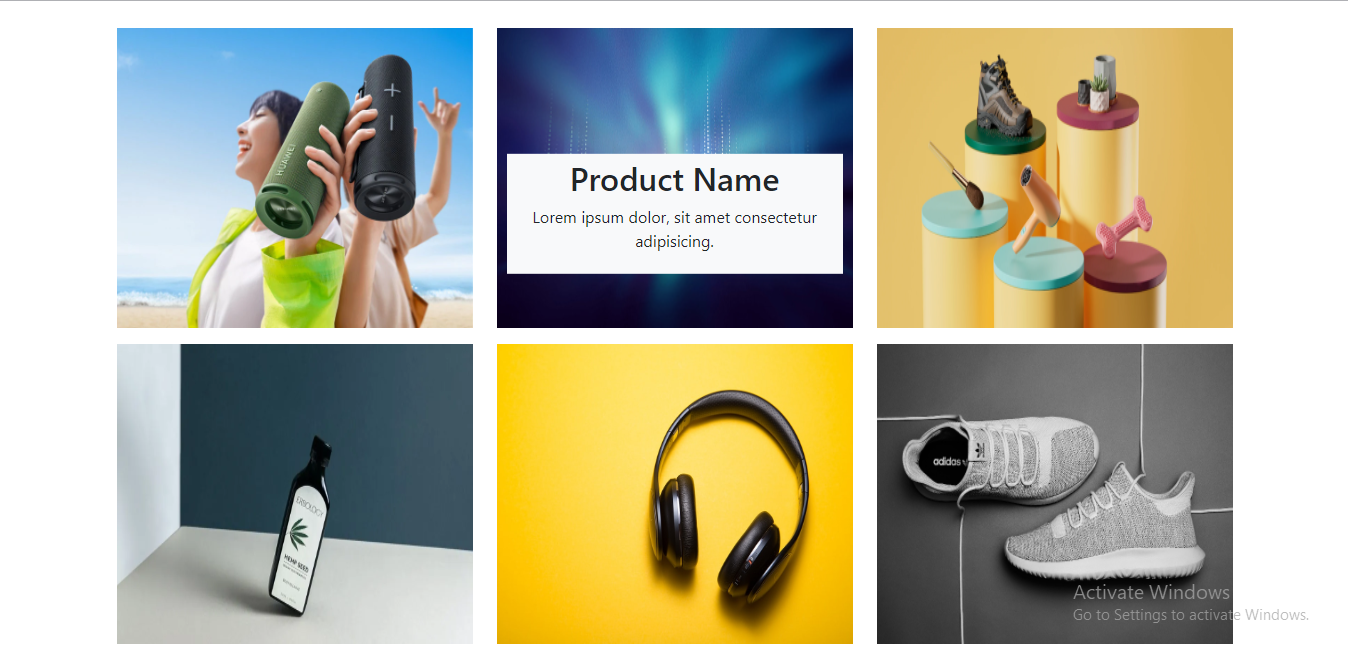 HUAWEI
Product Name
Lorem ipsum dolor, sit amet consectetur
adipisicing.
ERBOLOGY
HEMP SEED
adidas
Activate Windows
Go to Settings to activate Windows.